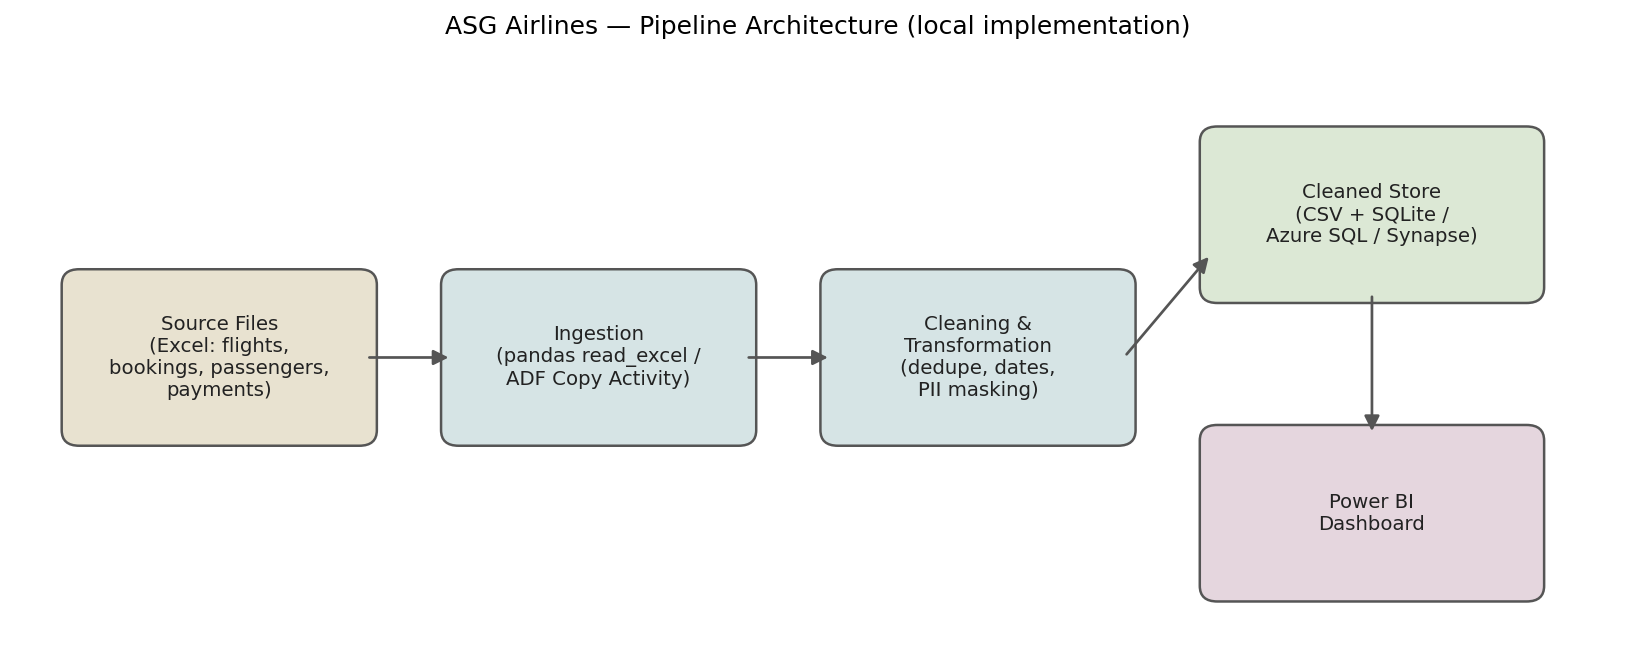 ASG Airlines — Pipeline Architecture (local implementation)
Source Files
(Excel: flights,
bookings, passengers,
payments)
Ingestion
(pandas read_excel /
ADF Copy Activity)
Cleaning &
Transformation
(dedupe, dates,
PII masking)
Cleaned Store
(CSV + SQLite /
Azure SQL / Synapse)
Power BI
Dashboard